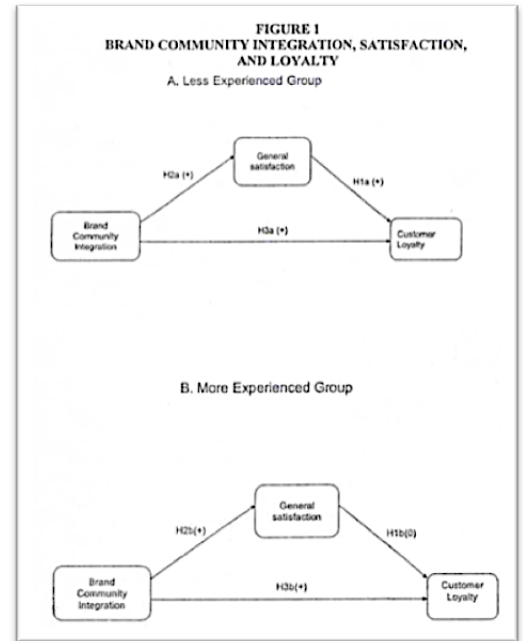 FIGURE 1
BRAND COMMUNITY INTEGRATION, SATISFACTION,
AND LOYALTY
A. Less Experienced Group
General
satisfaction
H2a (+)
H1a (+)
Brand
Community
Integration
H3a (+)
Customer
Loyalty
B. More Experienced Group
General
satisfaction
H2b(+)
H1b(0)
Brand
Community
Integration
H3b(+)
Customer
Loyalty